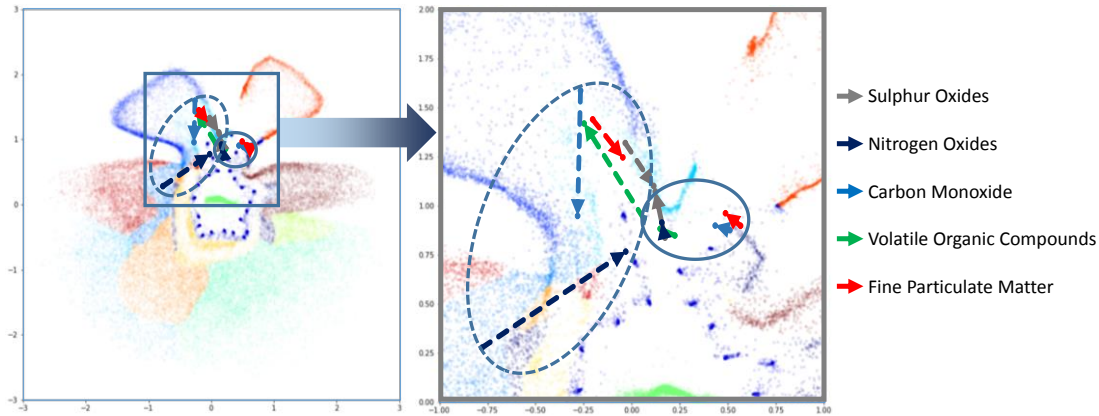 3
2
1
0
−1
−2
−3
−3 −2 −1 0 1 2 3
2.00
1.75
1.50
1.25
1.00
0.75
0.50
0.25
0.00
−1.00 −0.75 −0.50 −0.25 0.00 0.25 0.50 0.75 1.00
Sulphur Oxides
Nitrogen Oxides
Carbon Monoxide
Volatile Organic Compounds
Fine Particulate Matter